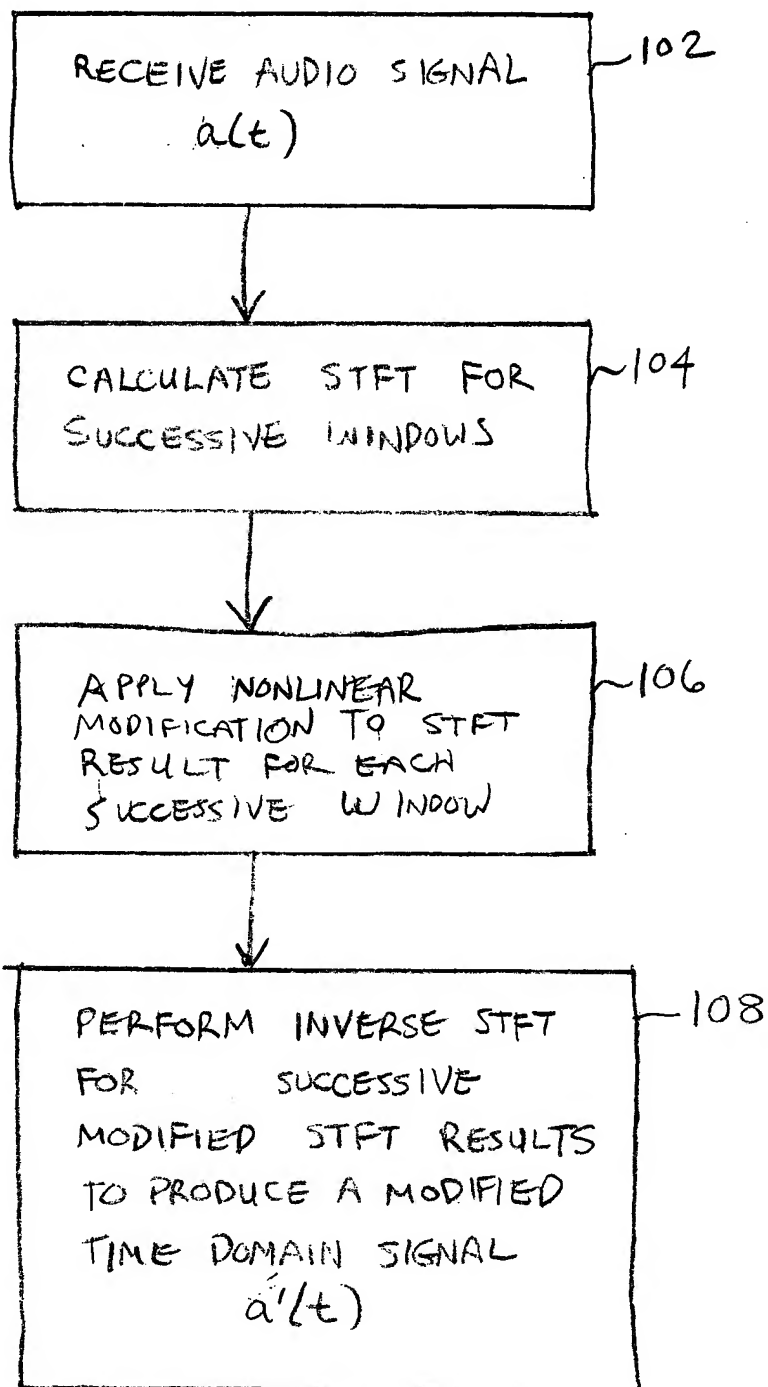 RECEIVE AUDIO SIGNAL
a(t)
102
CALCULATE STFT FOR
SUCCESSIVE WINDOWS
104
APPLY NONLINEAR
MODIFICATION TO STFT
RESULT FOR EACH
SUCCESSIVE WINDOW
106
PERFORM INVERSE STFT
FOR SUCCESSIVE
MODIFIED STFT RESULTS
TO PRODUCE A MODIFIED
TIME DOMAIN SIGNAL
a'(t)
108